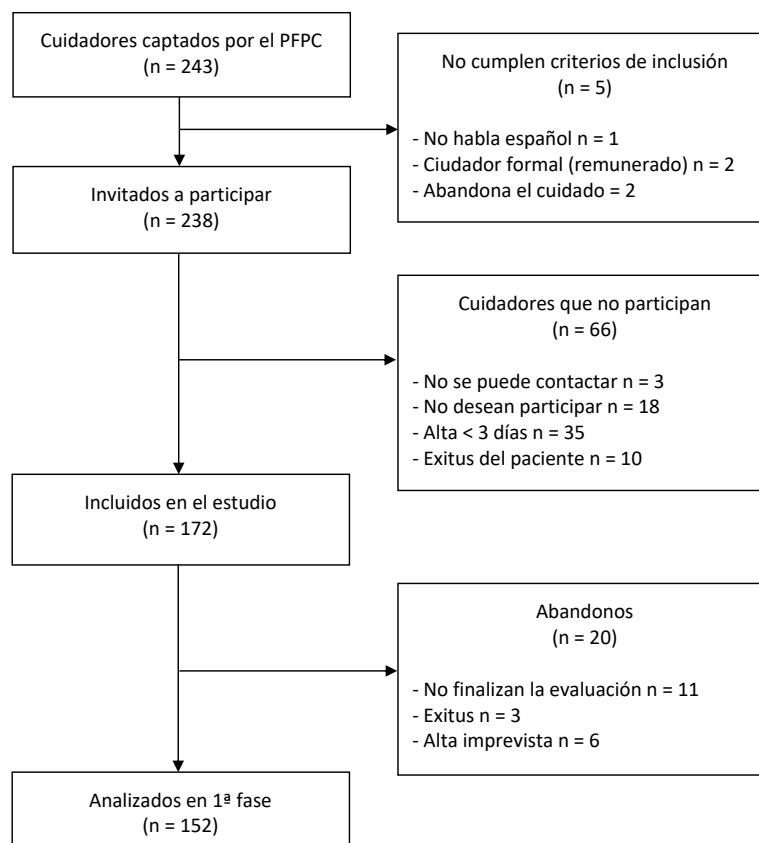 Cuidadores captados por el PFPC
(n = 243)
No cumplen criterios de inclusión
(n = 5)
- No habla español n = 1
- Ciudador formal (remunerado) n = 2
- Abandona el cuidado = 2
Invitados a participar
(n = 238)
Cuidadores que no participan
(n = 66)
- No se puede contactar n = 3
- No desean participar n = 18
- Alta < 3 días n = 35
- Exitus del paciente n = 10
Incluidos en el estudio
(n = 172)
Abandonos
(n = 20)
- No finalizan la evaluación n = 11
- Exitus n = 3
- Alta imprevista n = 6
Analizados en 1ª fase
(n = 152)